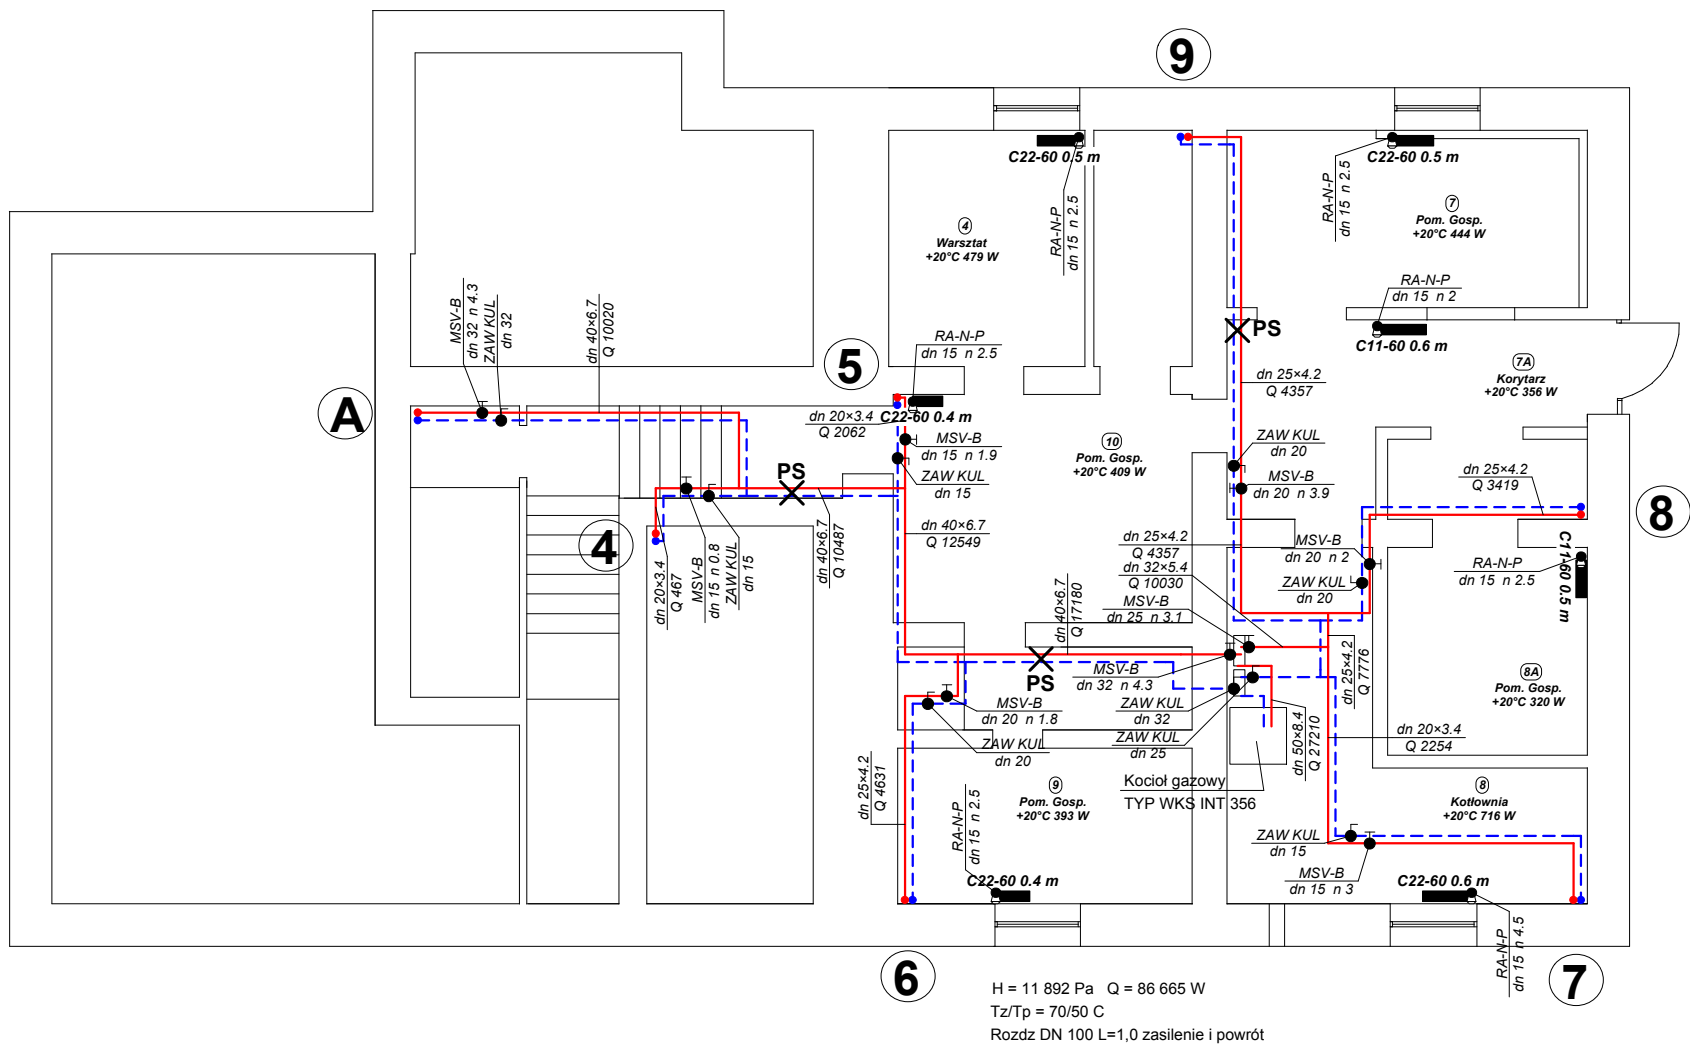 9
C22-60 0.5 m
RA-N-P
dn 15 n 2.5
4
Warsztat
+20°C 479 W
C22-60 0.5 m
RA-N-P
dn 15 n 2.5
7
Pom. Gosp.
+20°C 444 W
MSV-B
dn 32 n 4.3
ZAW KUL
dn 32
dn 40×6.7
Q 10020
RA-N-P
dn 15 n 2.5
5
RA-N-P
dn 15 n 2
C11-60 0.6 m
PS
7A
Korytarz
+20°C 356 W
A
C22-60 0.4 m
dn 20×3.4
Q 2062
dn 25×4.2
Q 4357
MSV-B
dn 15 n 1.9
ZAW KUL
dn 15
10
Pom. Gosp.
+20°C 409 W
ZAW KUL
dn 20
MSV-B
dn 20 n 3.9
dn 25×4.2
Q 3419
PS
4
dn 20×3.4
Q 467
MSV-B
dn 15 n 0.8
ZAW KUL
dn 15
dn 40×6.7
Q 10487
dn 40×6.7
Q 12549
dn 25×4.2
Q 4357
dn 32×5.4
Q 10030
MSV-B
dn 25 n 3.1
MSV-B
dn 20 n 2
ZAW KUL
dn 20
RA-N-P
dn 15 n 2.5
C11-60 0.5 m
8
dn 40×6.7
Q 17180
PS
MSV-B
dn 32 n 4.3
dn 25×4.2
Q 7776
8A
Pom. Gosp.
+20°C 320 W
MSV-B
dn 20 n 1.8
ZAW KUL
dn 20
ZAW KUL
dn 32
ZAW KUL
dn 25
dn 50×8.4
Q 27210
dn 20×3.4
Q 2254
dn 25×4.2
Q 4631
RA-N-P
dn 15 n 2.5
9
Pom. Gosp.
+20°C 393 W
Kocioł gazowy
TYP WKS INT 356
8
Kotłownia
+20°C 716 W
ZAW KUL
dn 15
MSV-B
dn 15 n 3
C22-60 0.4 m
C22-60 0.6 m
RA-N-P
dn 15 n 4.5
6
7
H = 11 892 Pa Q = 86 665 W
Tz/Tp = 70/50 C
Rozdz DN 100 L=1,0 zasilenie i powrót